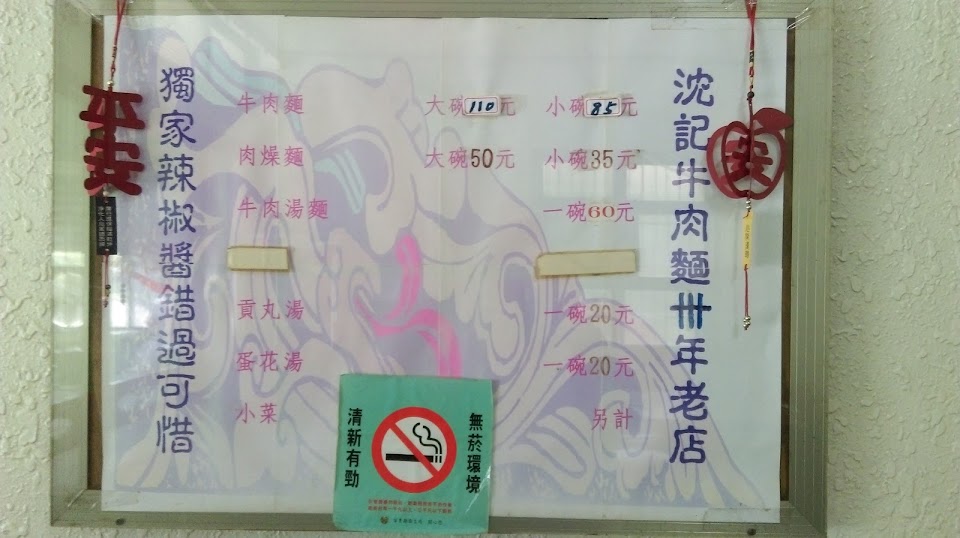 沈記牛肉麵卅年老店
牛肉麵 大碗110元 小碗85元
肉燥麵 大碗50元 小碗35元
牛肉湯麵 一碗60元
貢丸湯 一碗20元
蛋花湯 一碗20元
小菜 另計
獨家辣椒醬錯過可惜
平安
安
無菸環境
清新有勁